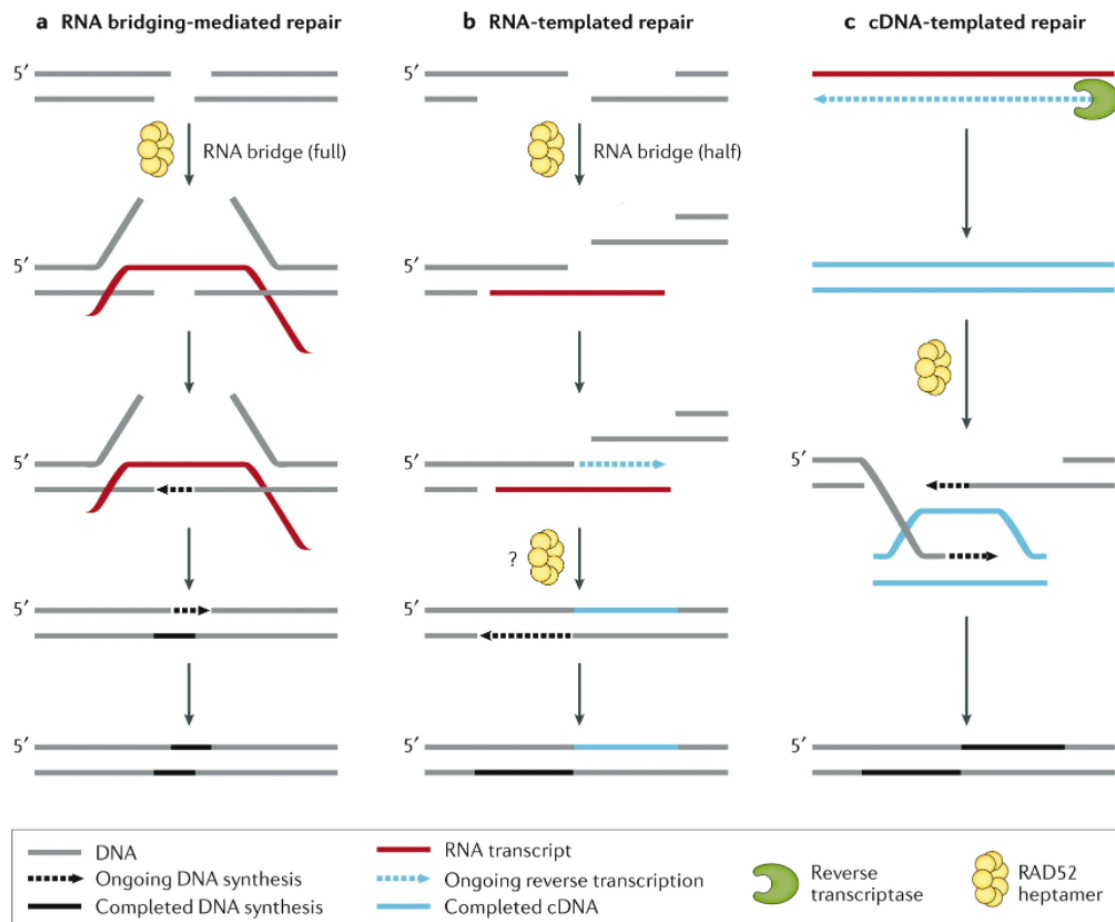 a RNA bridging-mediated repair
b RNA-templated repair
c cDNA-templated repair
5′
5′
RNA bridge (full)
RNA bridge (half)
5′
5′
5′
5′
5′
?
5′
5′
5′
5′
5′
DNA
Ongoing DNA synthesis
Completed DNA synthesis
RNA transcript
Ongoing reverse transcription
Completed cDNA
Reverse
transcriptase
RAD52
heptamer